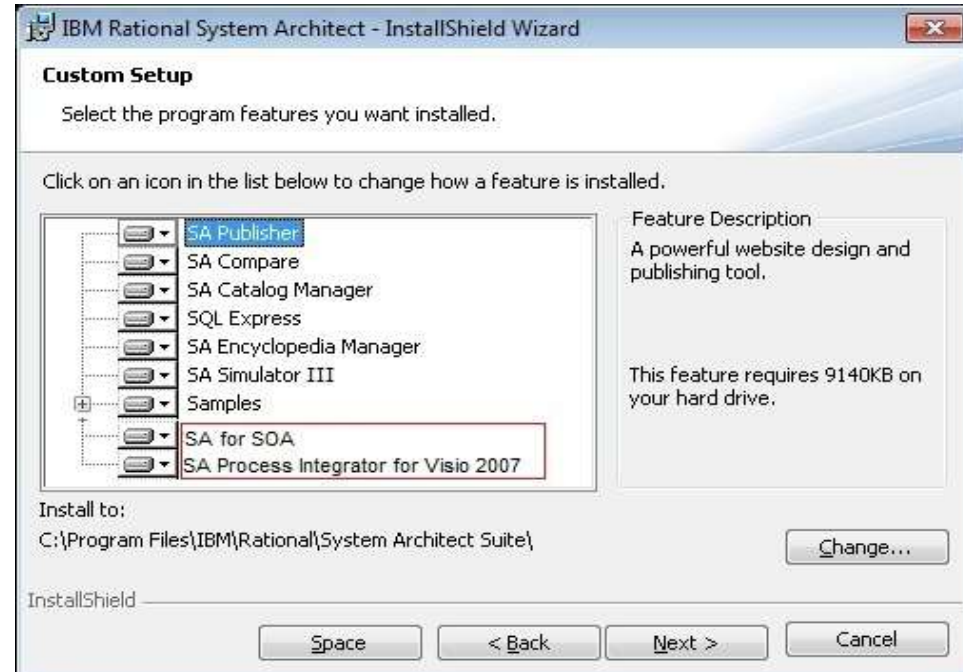 IBM Rational System Architect - InstallShield Wizard
Custom Setup
Select the program features you want installed.
Click on an icon in the list below to change how a feature is installed.
SA Publisher
SA Compare
SA Catalog Manager
SQL Express
SA Encyclopedia Manager
SA Simulator III
Samples
SA for SOA
SA Process Integrator for Visio 2007
Feature Description
A powerful website design and
publishing tool.
This feature requires 9140KB on
your hard drive.
Install to:
C:\Program Files\IBM\Rational\System Architect Suite\
Change...
InstallShield
Space
< Back
Next >
Cancel